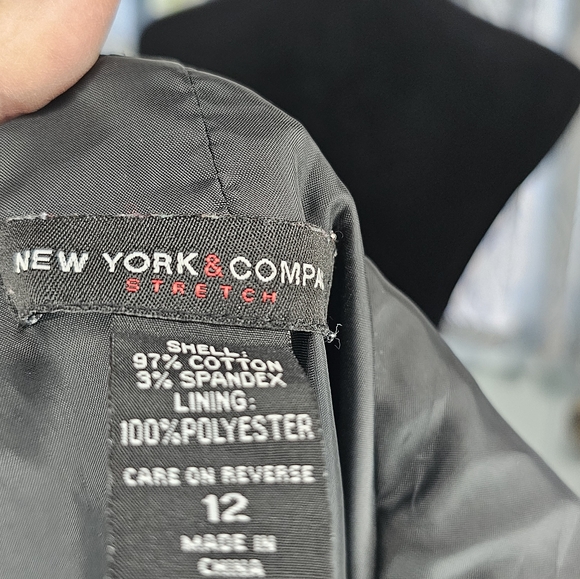 NEW YORK & COMPA
STRETCH
SHELL:
97% COTTON
3% SPANDEX
LINING:
100%POLYESTER
CARE ON REVERSE
12
MADE IN
CHINA